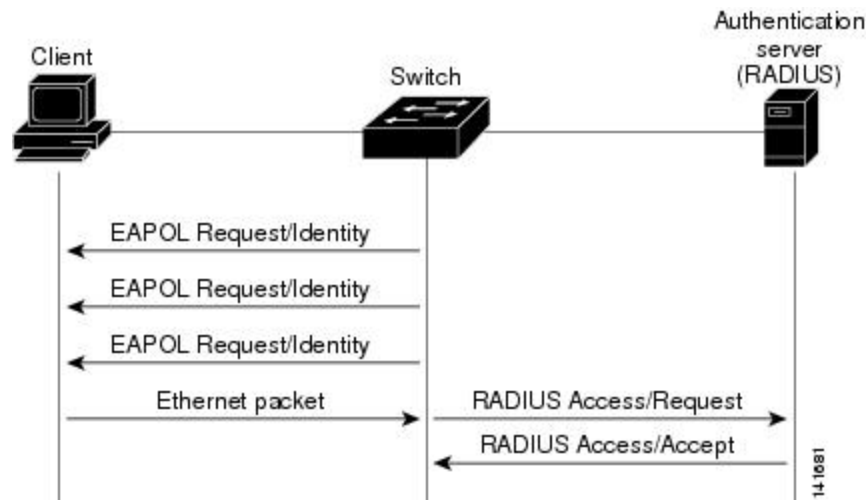 Client
Switch
Authentication
server
(RADIUS)
EAPOL Request/Identity
EAPOL Request/Identity
EAPOL Request/Identity
Ethernet packet
RADIUS Access/Request
RADIUS Access/Accept
141681